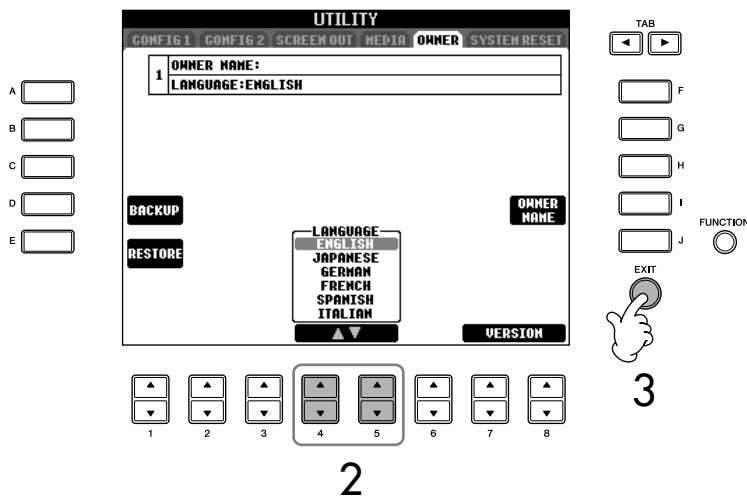 UTILITY
CONFIG 1 CONFIG 2 SCREEN OUT MEDIA OWNER SYSTEM RESET
TAB
1 OWNER NAME:
LANGUAGE:ENGLISH
A
B
C
D
E
F
G
H
I
J
BACKUP
RESTORE
OWNER
NAME
LANGUAGE
ENGLISH
JAPANESE
GERMAN
FRENCH
SPANISH
ITALIAN
VERSION
FUNCTION
EXIT
3
1 2 3 4 5 6 7 8
2